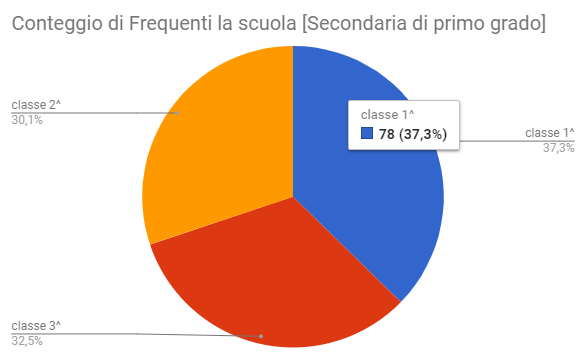 Conteggio di Frequenti la scuola [Secondaria di primo grado]
classe 2^
30,1%
classe 1^
78 (37,3%)
classe 1^
37,3%
classe 3^
32,5%